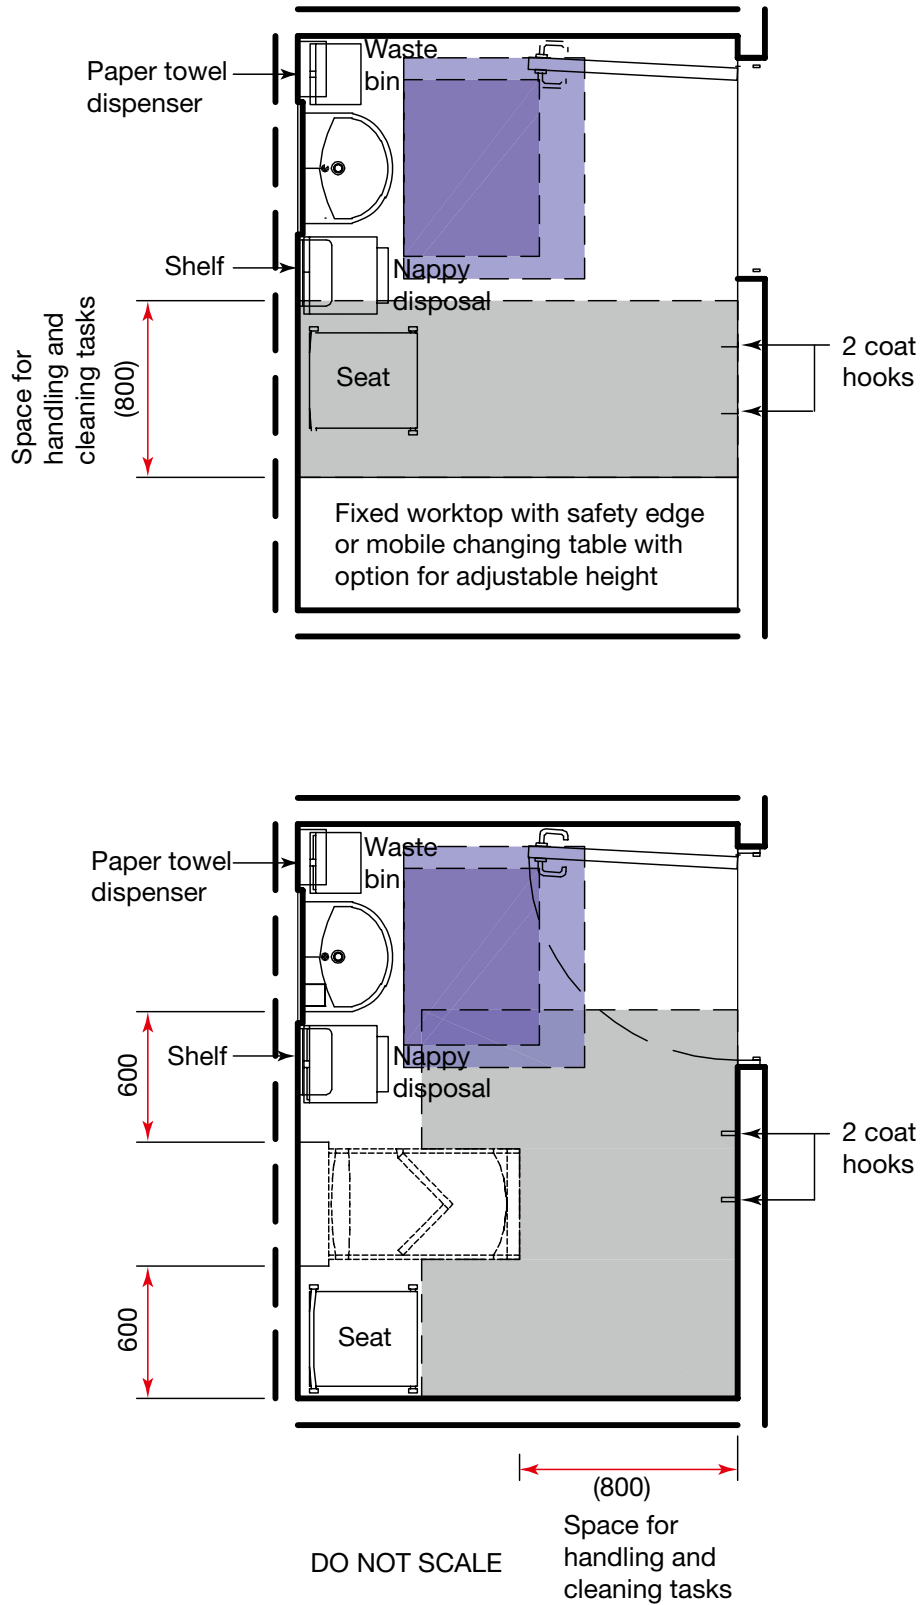 Waste
bin
Paper towel
dispenser
Shelf
Nappy
disposal
Space for
handling and
cleaning tasks
(800)
Seat
2 coat
hooks
Fixed worktop with safety edge
or mobile changing table with
option for adjustable height
Waste
bin
Paper towel
dispenser
600
Shelf
Nappy
disposal
2 coat
hooks
600
Seat
(800)
Space for
handling and
cleaning tasks
DO NOT SCALE